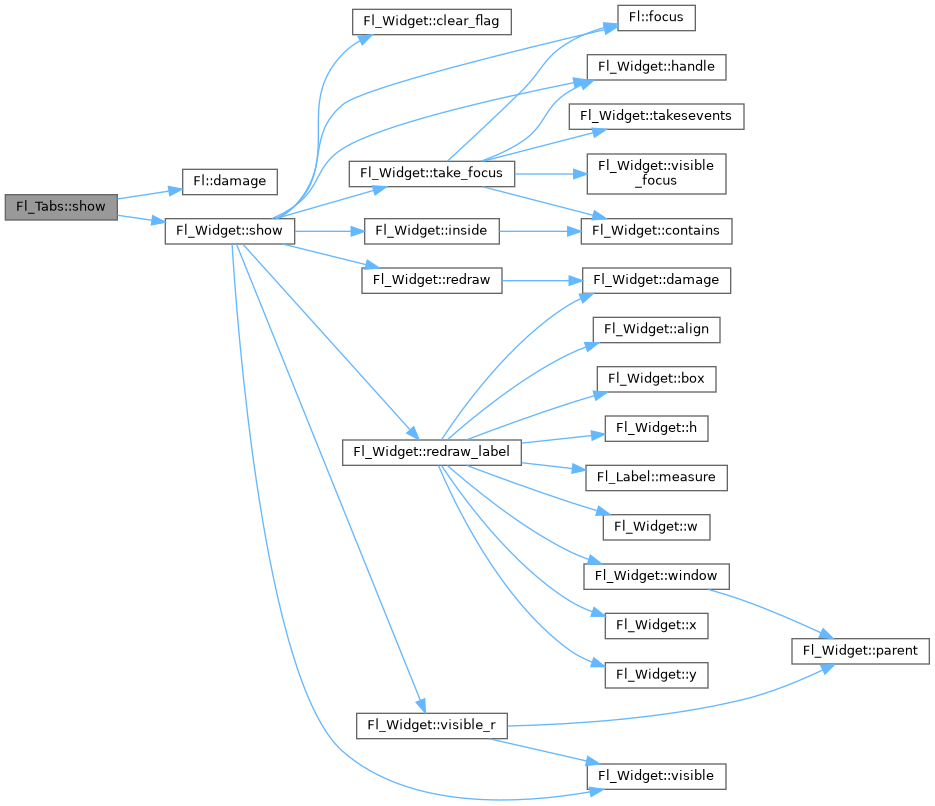 Fl_Tabs::show
Fl::damage
Fl_Widget::show
Fl_Widget::clear_flag
Fl::focus
Fl_Widget::handle
Fl_Widget::takesevents
Fl_Widget::take_focus
Fl_Widget::visible
_focus
Fl_Widget::inside
Fl_Widget::contains
Fl_Widget::redraw
Fl_Widget::damage
Fl_Widget::align
Fl_Widget::box
Fl_Widget::h
Fl_Widget::redraw_label
Fl_Label::measure
Fl_Widget::w
Fl_Widget::window
Fl_Widget::x
Fl_Widget::parent
Fl_Widget::y
Fl_Widget::visible_r
Fl_Widget::visible